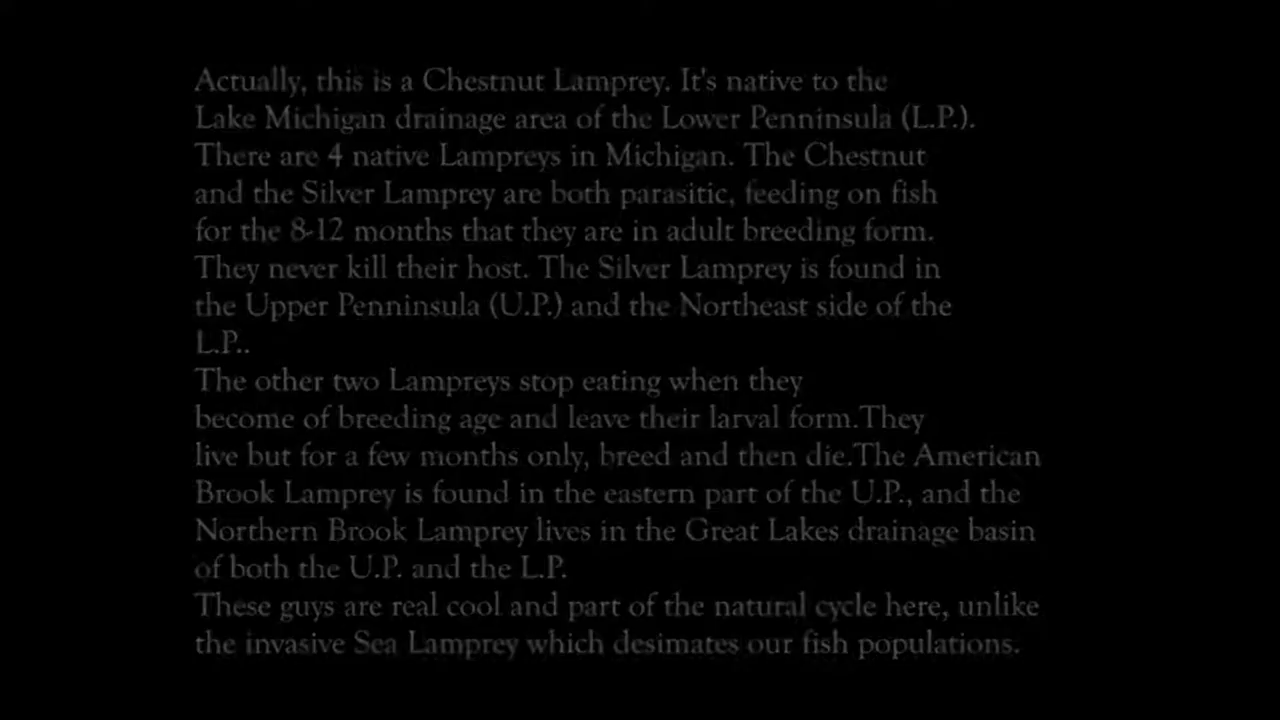 Actually, this is a Chestnut Lamprey. It's native to the
Lake Michigan drainage area of the Lower Penninsula (L.P.).
There are 4 native Lampreys in Michigan. The Chestnut
and the Silver Lamprey are both parasitic, feeding on fish
for the 8-12 months that they are in adult breeding form.
They never kill their host. The Silver Lamprey is found in
the Upper Penninsula (U.P.) and the Northeast side of the
L.P..
The other two Lampreys stop eating when they
become of breeding age and leave their larval form.They
live but for a few months only, breed and then die.The American
Brook Lamprey is found in the eastern part of the U.P., and the
Northern Brook Lamprey lives in the Great Lakes drainage basin
of both the U.P. and the L.P.
These guys are real cool and part of the natural cycle here, unlike
the invasive Sea Lamprey which desimates our fish populations.